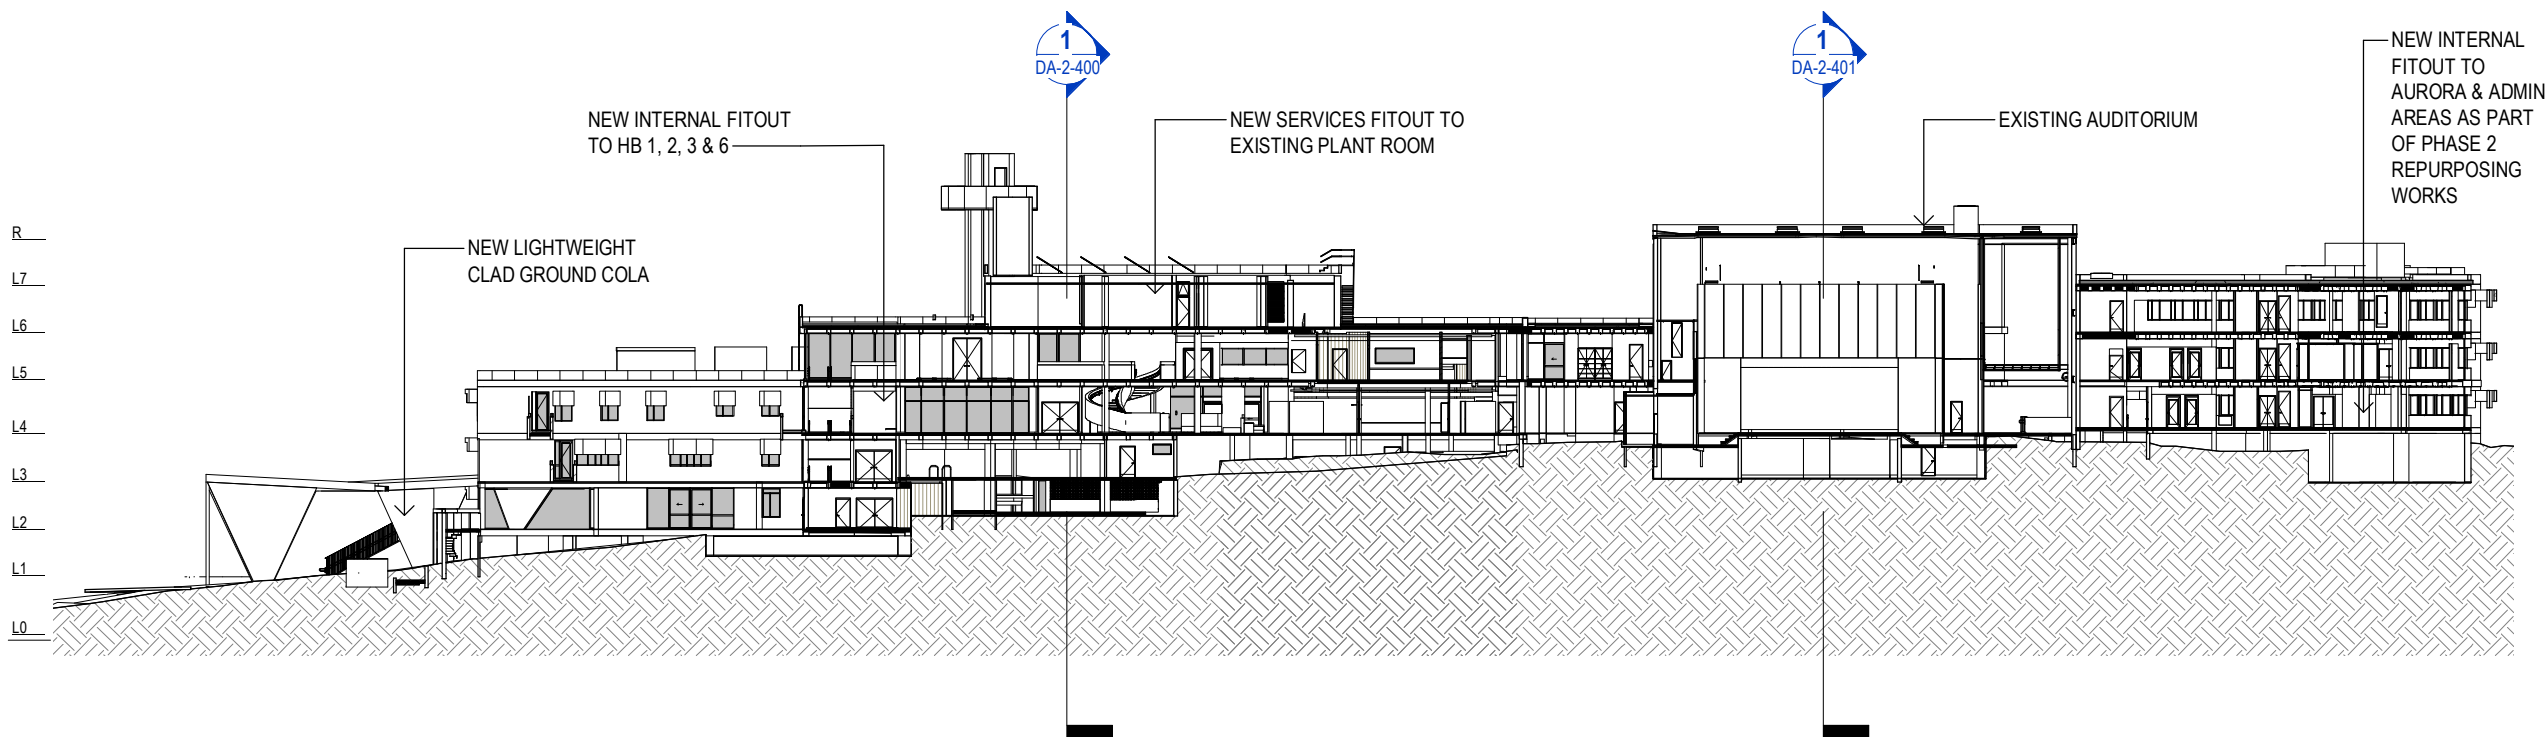 1
DA-2-400
1
DA-2-401
NEW INTERNAL
FITOUT TO
AURORA & ADMIN
AREAS AS PART
OF PHASE 2
REPURPOSING
WORKS
NEW INTERNAL FITOUT
TO HB 1, 2, 3 & 6
NEW SERVICES FITOUT TO
EXISTING PLANT ROOM
EXISTING AUDITORIUM
NEW LIGHTWEIGHT
CLAD GROUND COLA
R
L7
L6
L5
L4
L3
L2
L1
L0